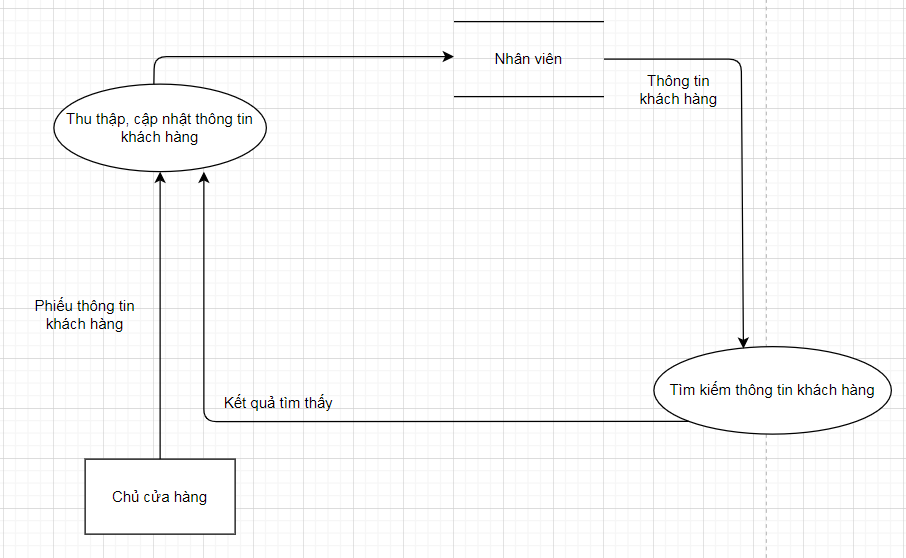 Nhân viên
Thông tin
khách hàng
Thu thập, cập nhật thông tin
khách hàng
Phiếu thông tin
khách hàng
Tìm kiếm thông tin khách hàng
Kết quả tìm thấy
Chủ cửa hàng